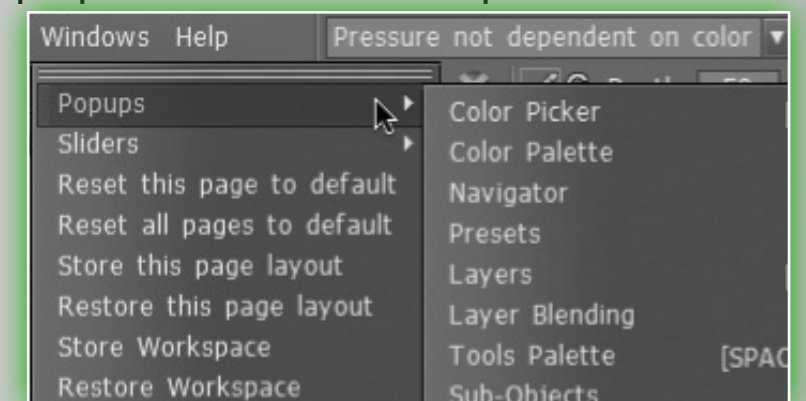 Windows Help
Pressure not dependent on color
Popups
Sliders
Reset this page to default
Reset all pages to default
Store this page layout
Restore this page layout
Store Workspace
Restore Workspace
Color Picker
Color Palette
Navigator
Presets
Layers
Layer Blending
Tools Palette [SPAC
Sub-Objects